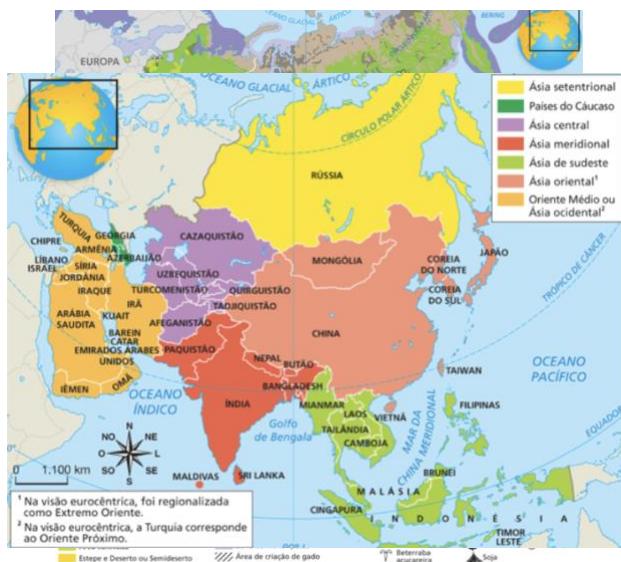 EUROPA
BERING
OCEANO GLACIAL ÁRTICO
CÍRCULO POLAR ÁRTICO
Ásia setentrional
Países do Cáucaso
Ásia central
Ásia meridional
Ásia de sudeste
Ásia oriental¹
Oriente Médio ou
Ásia ocidental²
RÚSSIA
TURQUIA
GEÓRGIA
CHIPRE
ARMÊNIA
AZERBAIJÃO
LÍBANO
ISRAEL
SÍRIA
JORDÂNIA
IRAQUE
IRÃ
KUAIT
ARÁBIA
SAUDITA
BAREIN
CATAR
EMIRADOS ÁRABES
UNIDOS
IÊMEN
OMÃ
CAZAQUISTÃO
UZBEQUISTÃO
TURCOMENISTÃO
QUIRGUISTÃO
TADJIQUISTÃO
AFEGANISTÃO
PAQUISTÃO
MONGÓLIA
CHINA
COREIA
DO NORTE
COREIA
DO SUL
JAPÃO
TRÓPICO DE CÂNCER
NEPAL
BUTÃO
BANGLADESH
ÍNDIA
TAIWAN
OCEANO
PACÍFICO
OCEANO
ÍNDICO
Golfo
de Bengala
MIANMAR
LAOS
TAILÂNDIA
VIETNÃ
CAMBOJA
MAR DA
CHINA MERIDIONAL
FILIPINAS
EQUADOR
MALDIVAS
SRI LANKA
BRUNEI
MALÁSIA
CINGAPURA
INDONÉSIA
TIMOR
LESTE
N
NO
NE
O
L
SO
SE
S
0
1.100 km
¹ Na visão eurocêntrica, foi regionalizada
como Extremo Oriente.
² Na visão eurocêntrica, a Turquia corresponde
ao Oriente Próximo.
Estepe e Deserto ou Semideserto
Área de criação de gado
Beterraba
açucareira
Soja